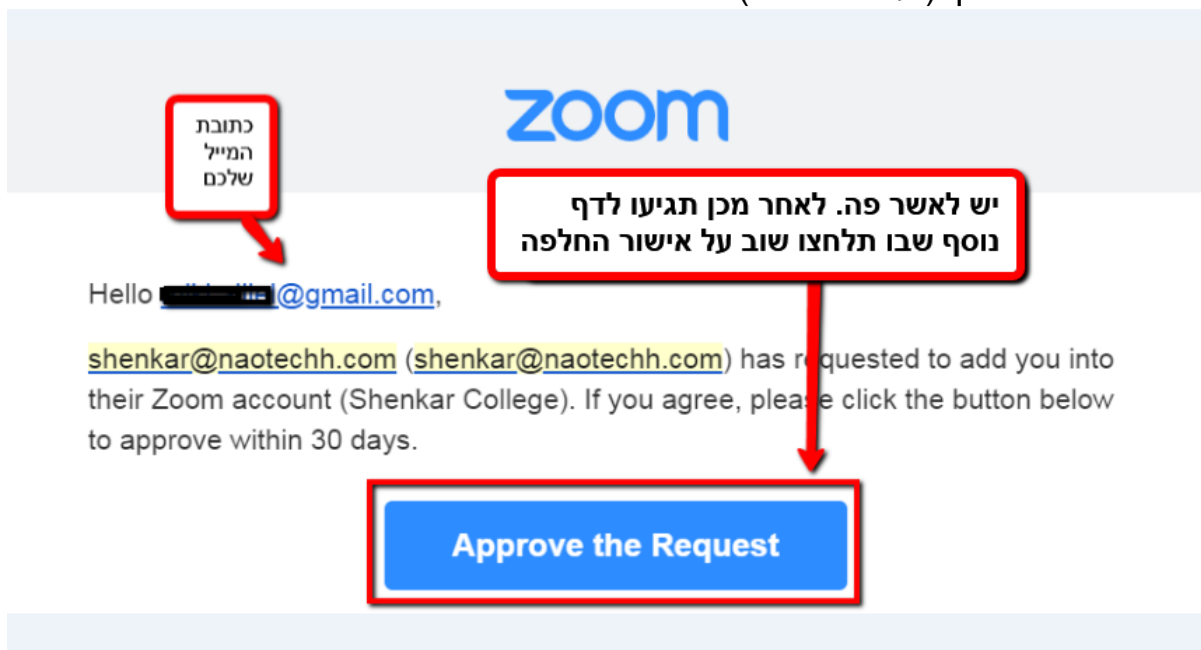 zoom
כתובת
המייל
שלכם
יש לאשר פה. לאחר מכן תגיעו לדף
נוסף שבו תלחצו שוב על אישור החלפה
Hello @gmail.com,
shenkar@naotechh.com (shenkar@naotechh.com) has requested to add you into
their Zoom account (Shenkar College). If you agree, please click the button below
to approve within 30 days.
Approve the Request